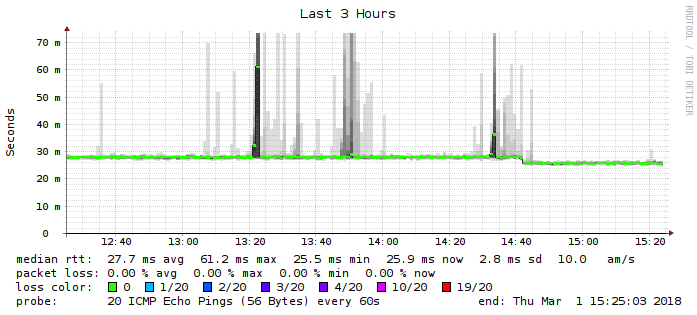 Last 3 Hours
RRDTOOL / TOBI OETIKER
Seconds
70 m
60 m
50 m
40 m
30 m
20 m
10 m
0
12:40 13:00 13:20 13:40 14:00 14:20 14:40 15:00 15:20
median rtt: 27.7 ms avg 61.2 ms max 25.5 ms min 25.9 ms now 2.8 ms sd 10.0 am/s
packet loss: 0.00 % avg 0.00 % max 0.00 % min 0.00 % now
loss color: 0 1/20 2/20 3/20 4/20 10/20 19/20
probe: 20 ICMP Echo Pings (56 Bytes) every 60s end: Thu Mar 1 15:25:03 2018